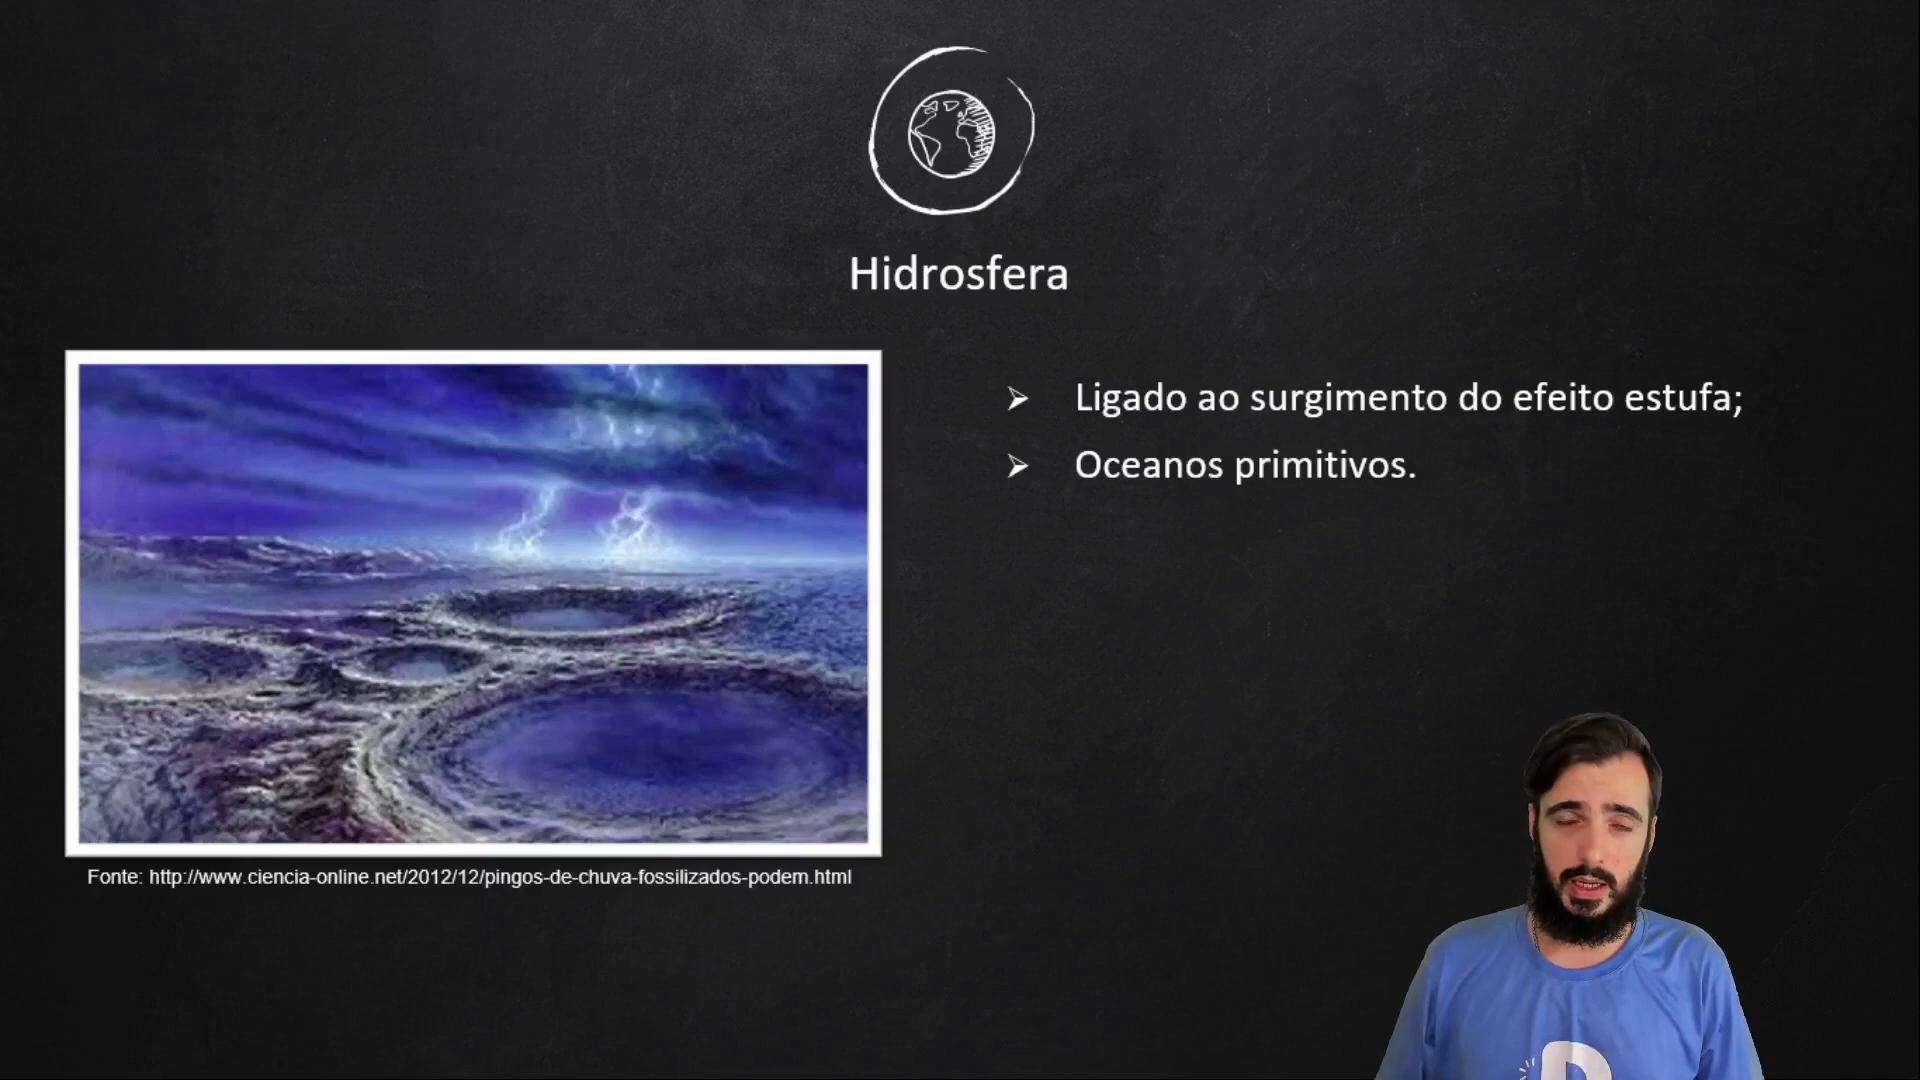 Hidrosfera
Ligado ao surgimento do efeito estufa;
Oceanos primitivos.
Fonte: http://www.ciencia-online.net/2012/12/pingos-de-chuva-fossilizados-podem.html